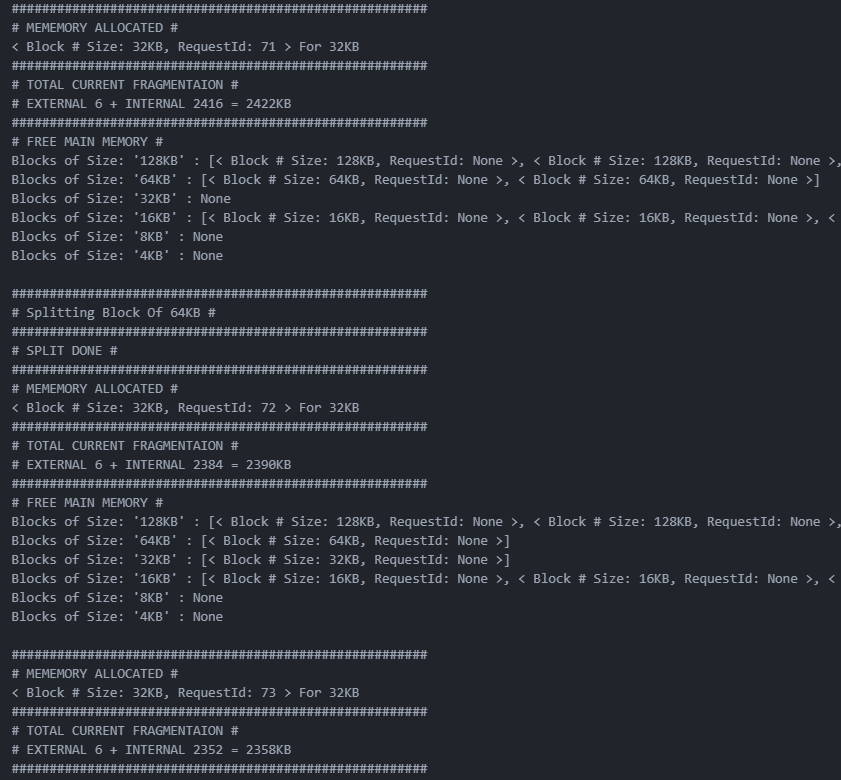 #######################################################
# MEMEMORY ALLOCATED #
< Block # Size: 32KB, RequestId: 71 > For 32KB
#######################################################
# TOTAL CURRENT FRAGMENTAION #
# EXTERNAL 6 + INTERNAL 2416 = 2422KB
#######################################################
# FREE MAIN MEMORY #
Blocks of Size: '128KB' : [< Block # Size: 128KB, RequestId: None >, < Block # Size: 128KB, RequestId: None >,
Blocks of Size: '64KB' : [< Block # Size: 64KB, RequestId: None >, < Block # Size: 64KB, RequestId: None >]
Blocks of Size: '32KB' : None
Blocks of Size: '16KB' : [< Block # Size: 16KB, RequestId: None >, < Block # Size: 16KB, RequestId: None >, <
Blocks of Size: '8KB' : None
Blocks of Size: '4KB' : None
#######################################################
# Splitting Block Of 64KB #
#######################################################
# SPLIT DONE #
#######################################################
# MEMEMORY ALLOCATED #
< Block # Size: 32KB, RequestId: 72 > For 32KB
#######################################################
# TOTAL CURRENT FRAGMENTAION #
# EXTERNAL 6 + INTERNAL 2384 = 2390KB
#######################################################
# FREE MAIN MEMORY #
Blocks of Size: '128KB' : [< Block # Size: 128KB, RequestId: None >, < Block # Size: 128KB, RequestId: None >,
Blocks of Size: '64KB' : [< Block # Size: 64KB, RequestId: None >]
Blocks of Size: '32KB' : [< Block # Size: 32KB, RequestId: None >]
Blocks of Size: '16KB' : [< Block # Size: 16KB, RequestId: None >, < Block # Size: 16KB, RequestId: None >, <
Blocks of Size: '8KB' : None
Blocks of Size: '4KB' : None
#######################################################
# MEMEMORY ALLOCATED #
< Block # Size: 32KB, RequestId: 73 > For 32KB
#######################################################
# TOTAL CURRENT FRAGMENTAION #
# EXTERNAL 6 + INTERNAL 2352 = 2358KB
#######################################################